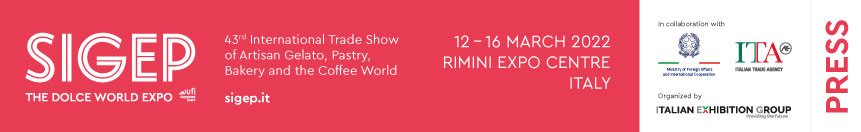 SIGEP
THE DOLCE WORLD EXPO
ufi
43rd International Trade Show
of Artisan Gelato, Pastry,
Bakery and the Coffee World
sigep.it
12 – 16 MARCH 2022
RIMINI EXPO CENTRE
ITALY
In collaboration with
Ministry of Foreign Affairs
and International Cooperation
ITA
ITALIAN TRADE AGENCY
Organized by
ITALIAN EXHIBITION GROUP
Providing the future
PRESS